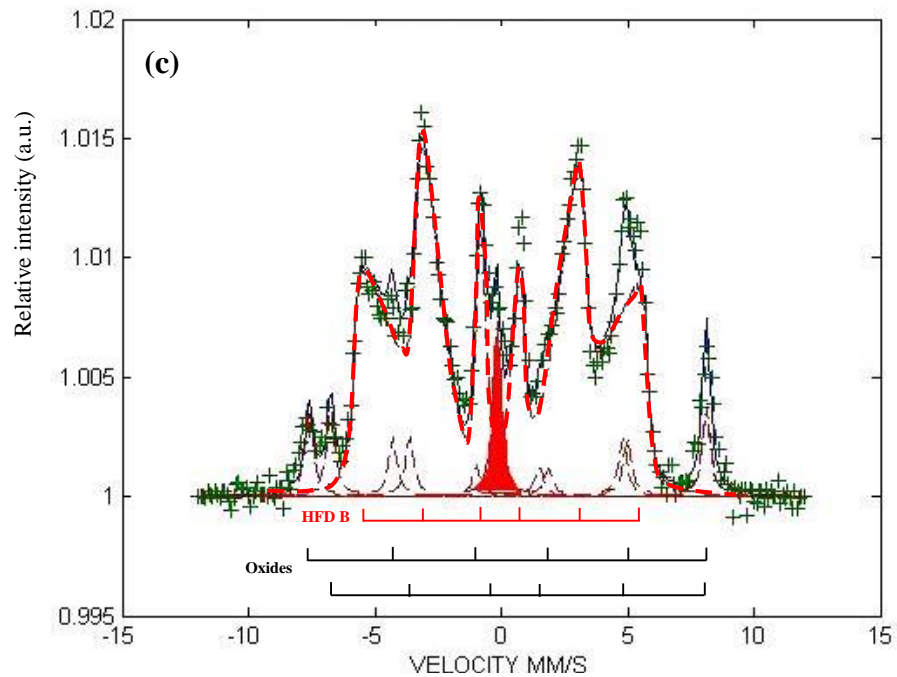 (c)
Relative intensity (a.u.)
1.02
1.015
1.01
1.005
1
0.995
HFD B
Oxides
-15 -10 -5 0 5 10 15
VELOCITY MM/S